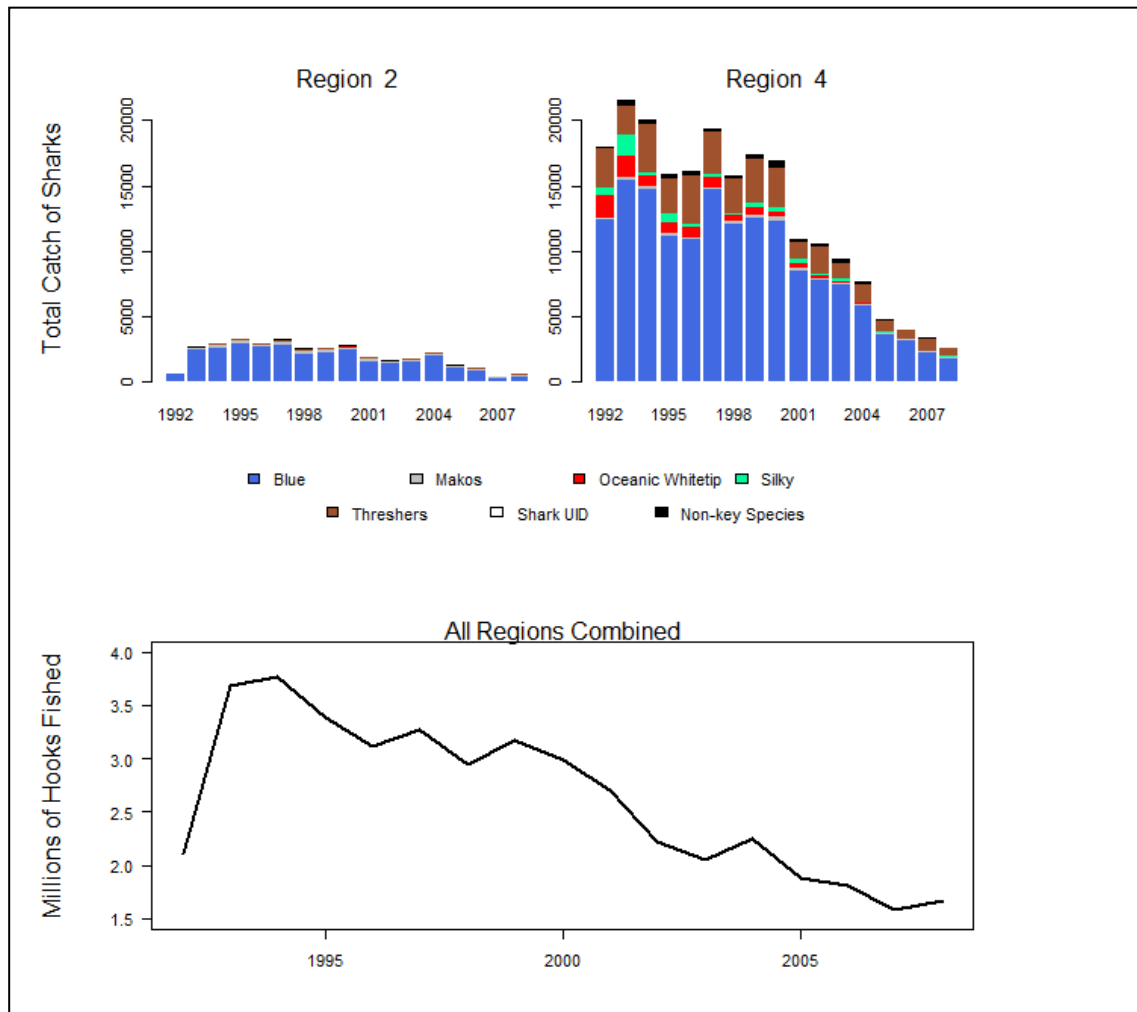 Region 2
Region 4
Total Catch of Sharks
20000
15000
10000
5000
0
1992 1995 1998 2001 2004 2007
20000
15000
10000
5000
0
1992 1995 1998 2001 2004 2007
Blue
Makos
Oceanic Whitetip
Silky
Threshers
Shark UID
Non-key Species
All Regions Combined
Millions of Hooks Fished
4.0
3.5
3.0
2.5
2.0
1.5
1995 2000 2005